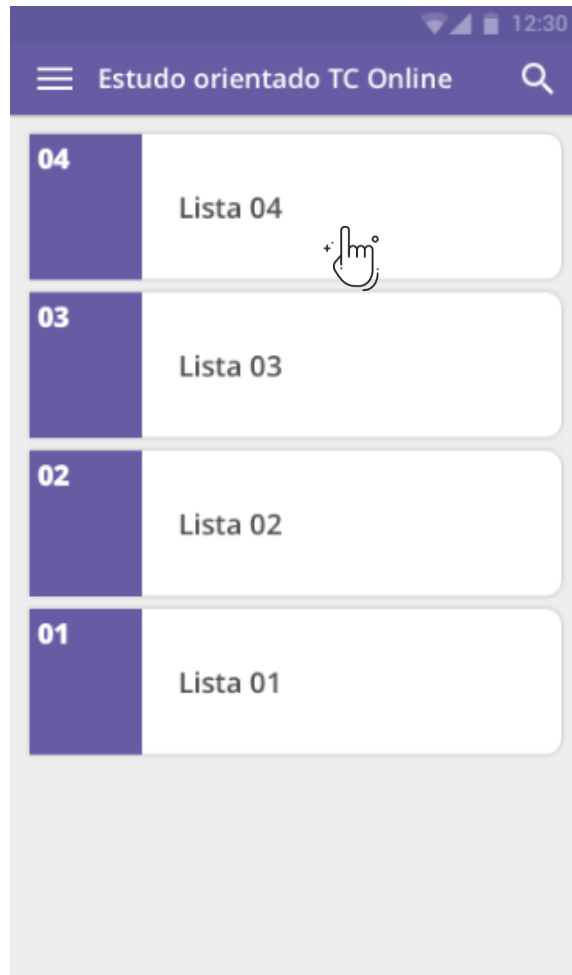 12:30
Estudo orientado TC Online
04
Lista 04
03
Lista 03
02
Lista 02
01
Lista 01